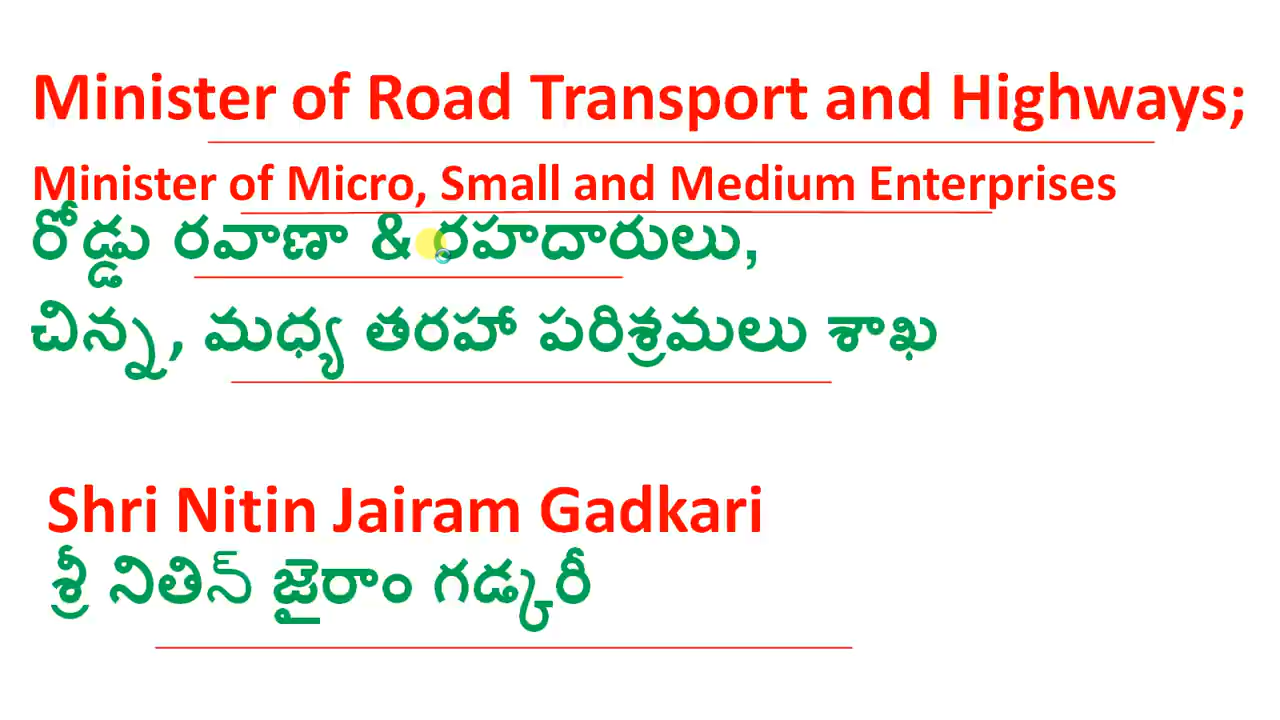 Minister of Road Transport and Highways;
Minister of Micro, Small and Medium Enterprises
రోడ్డు రవాణా & రహదారులు,
చిన్న, మధ్య తరహా పరిశ్రమలు శాఖ
Shri Nitin Jairam Gadkari
శ్రీ నితిన్ జైరాం గడ్కరీ